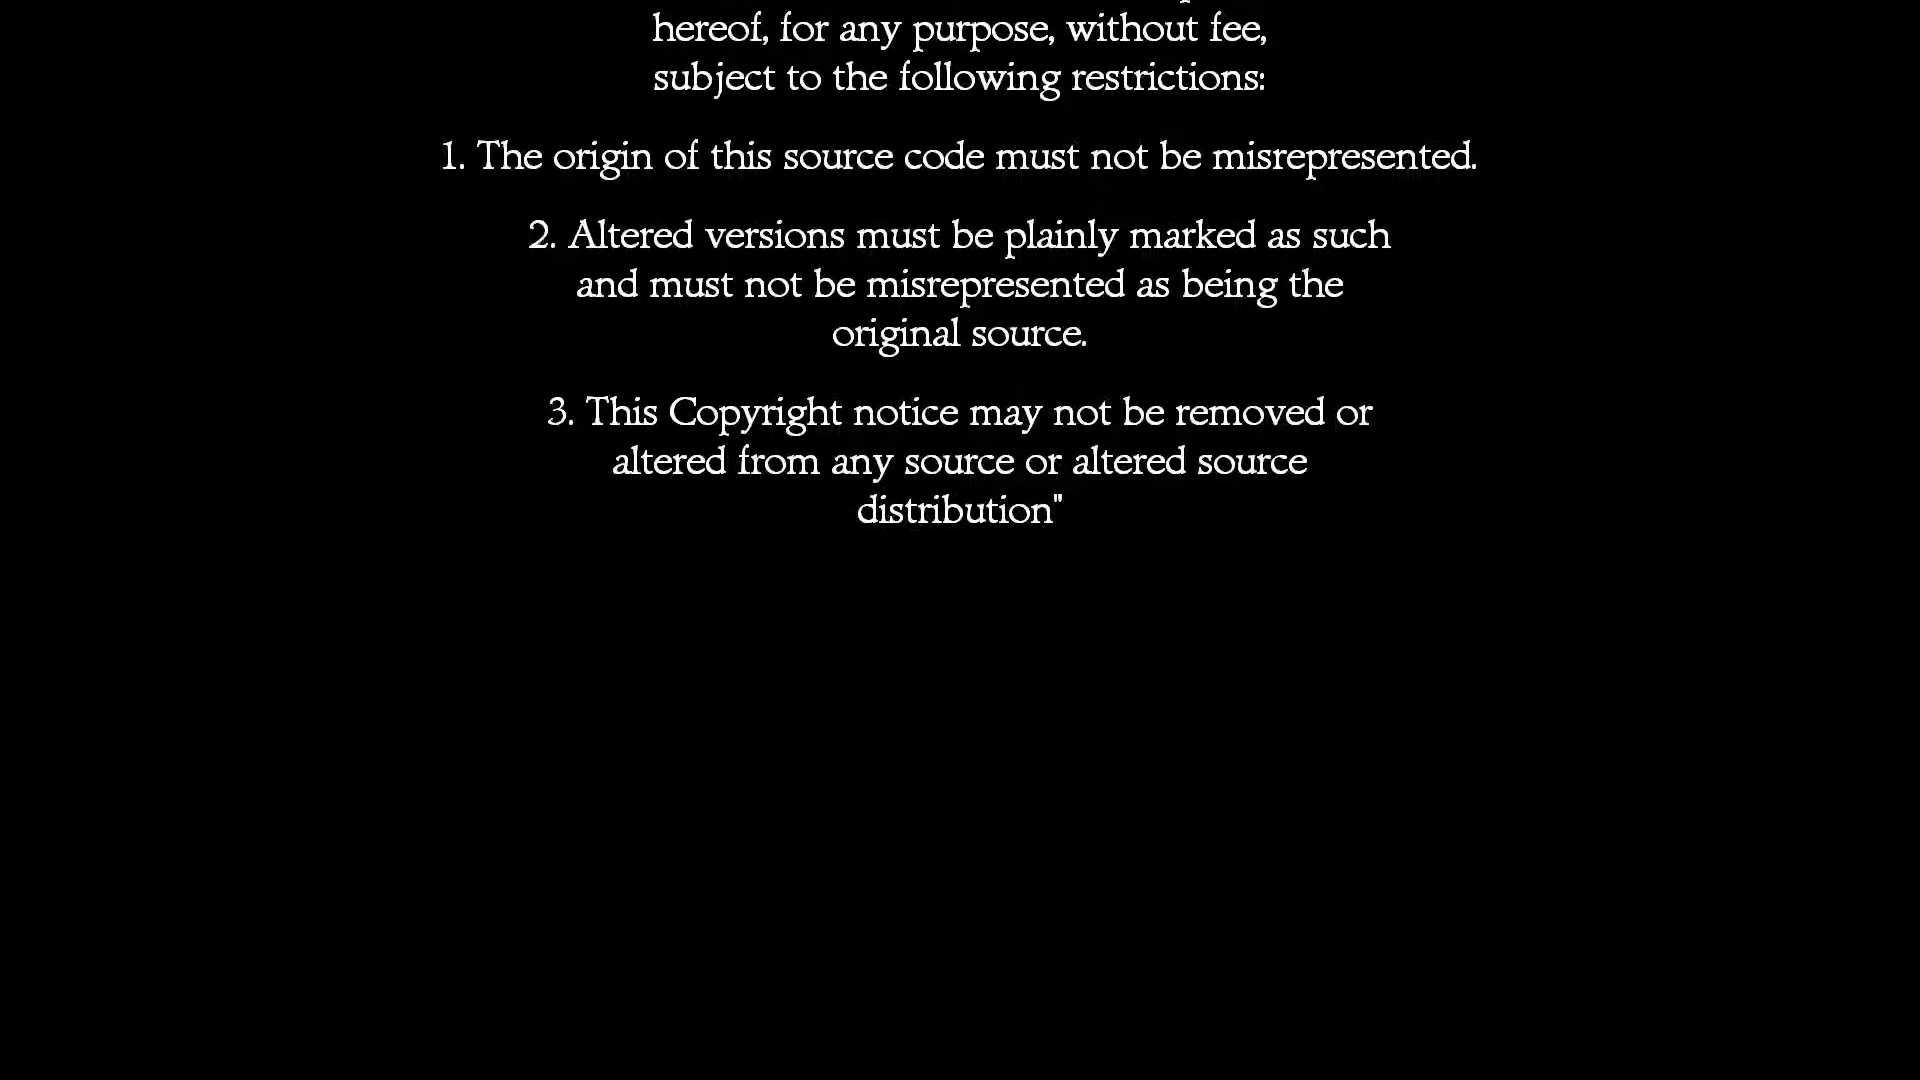 hereof, for any purpose, without fee,
subject to the following restrictions:
1. The origin of this source code must not be misrepresented.
2. Altered versions must be plainly marked as such
and must not be misrepresented as being the
original source.
3. This Copyright notice may not be removed or
altered from any source or altered source
distribution"